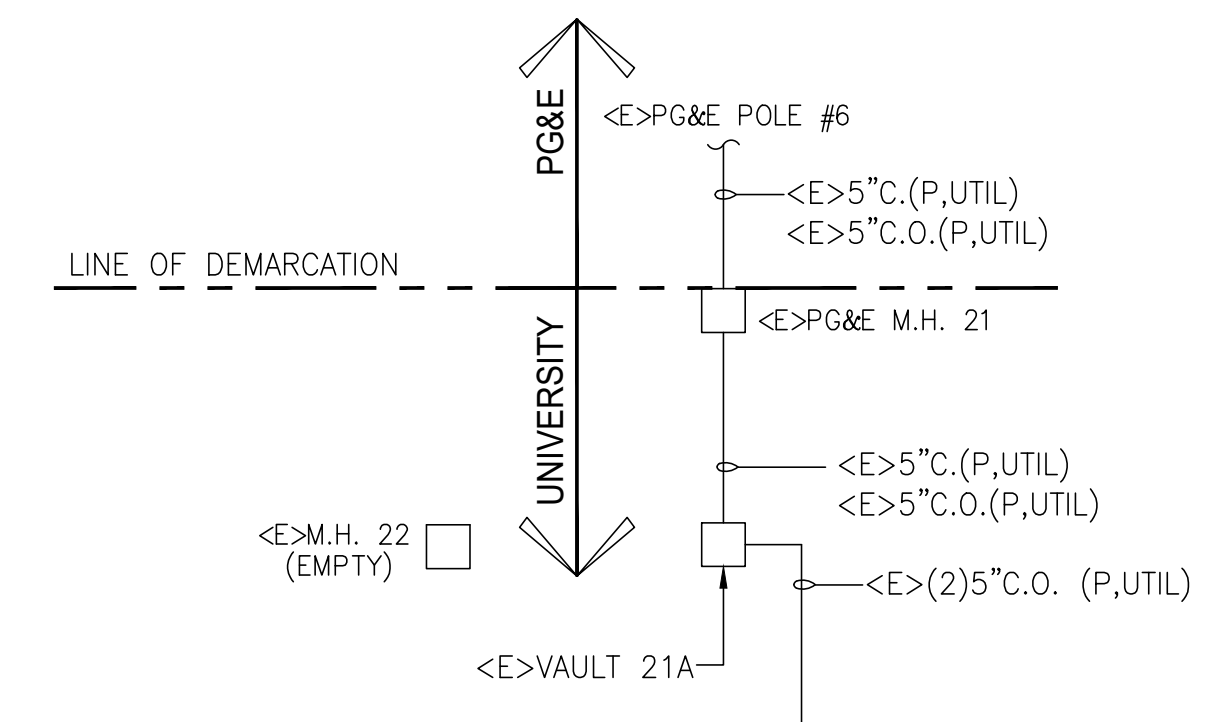 PG&E
<E>PG&E POLE #6
<E>5"C.(P,UTIL)
<E>5"C.O.(P,UTIL)
LINE OF DEMARCATION
<E>PG&E M.H. 21
UNIVERSITY
<E>5"C.(P,UTIL)
<E>5"C.O.(P,UTIL)
<E>M.H. 22
(EMPTY)
<E>(2)5"C.O. (P,UTIL)
<E>VAULT 21A